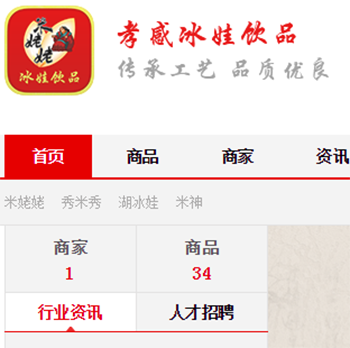 米姥姥
冰娃饮品
孝感冰娃饮品
传承工艺 品质优良
首页 商品 商家 资讯
米姥姥 秀米秀 湖冰娃 米神
商家 商品
1 34
行业资讯 人才招聘